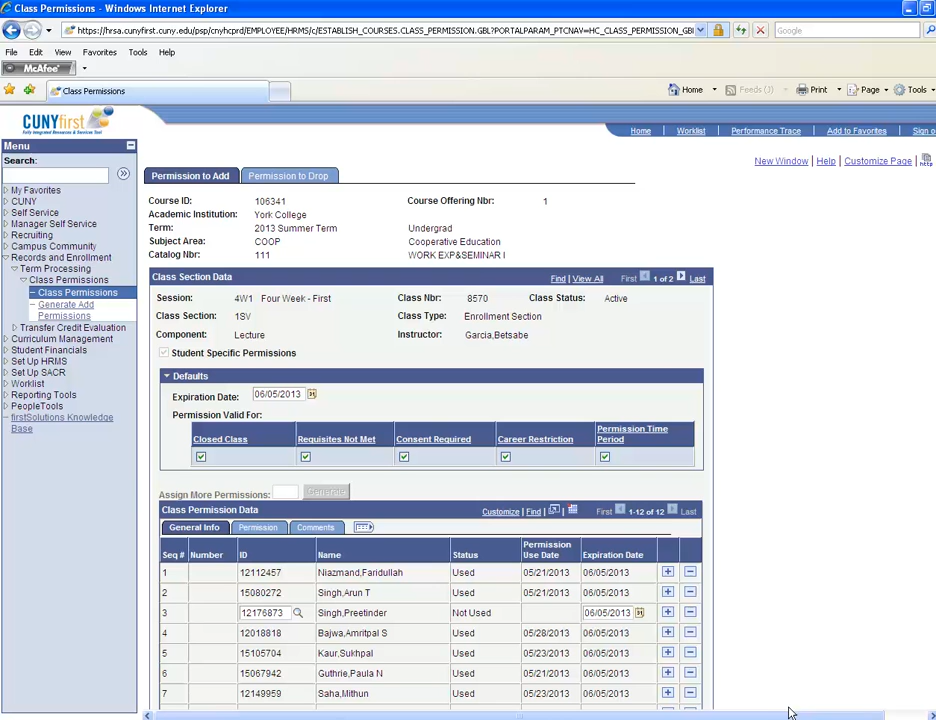 Class Permissions - Windows Internet Explorer
https://hrsa.cunyfirst.cuny.edu/psp/cnyhcprd/EMPLOYEE/HRMS/c/ESTABLISH_COURSES.CLASS_PERMISSION.GBL?PORTALPARAM_PTCNAV=HC_CLASS_PERMISSION_GBL
Google
File Edit View Favorites Tools Help
McAfee
Class Permissions
Home Feeds (J) Print Page Tools
CUNYfirst
Fully Integrated Resources & Services Tool
Home Worklist Performance Trace Add to Favorites Sign o
Menu
Search:
My Favorites
CUNY
Self Service
Manager Self Service
Recruiting
Campus Community
Records and Enrollment
Term Processing
Class Permissions
Class Permissions
Generate Add
Permissions
Transfer Credit Evaluation
Curriculum Management
Student Financials
Set Up HRMS
Set Up SACR
Worklist
Reporting Tools
PeopleTools
firstSolutions Knowledge
Base
New Window | Help | Customize Page | http
Permission to Add Permission to Drop
Course ID: 106341 Course Offering Nbr: 1
Academic Institution: York College
Term: 2013 Summer Term Undergrad
Subject Area: COOP Cooperative Education
Catalog Nbr: 111 WORK EXP&SEMINAR I
Class Section Data Find | View All First 1 of 2 Last
Session: 4W1 Four Week - First Class Nbr: 8570 Class Status: Active
Class Section: 1SV Class Type: Enrollment Section
Component: Lecture Instructor: Garcia,Betsabe
Student Specific Permissions
Defaults
Expiration Date: 06/05/2013 31
Permission Valid For:
Closed Class Requisites Not Met Consent Required Career Restriction Permission Time Period
Assign More Permissions: Generate
Class Permission Data Customize | Find | First 1-12 of 12 Last
General Info Permission Comments
Seq # Number ID Name Status Permission Use Date Expiration Date
1 12112457 Niazmand,Faridullah Used 05/21/2013 06/05/2013
2 15080272 Singh,Arun T Used 05/21/2013 06/05/2013
3 12176873 Singh,Preetinder Not Used 06/05/2013 31
4 12018818 Bajwa,Amritpal S Used 05/28/2013 06/05/2013
5 15105704 Kaur,Sukhpal Used 05/23/2013 06/05/2013
6 15067942 Guthrie,Paula N Used 05/21/2013 06/05/2013
7 12149959 Saha,Mithun Used 05/23/2013 06/05/2013